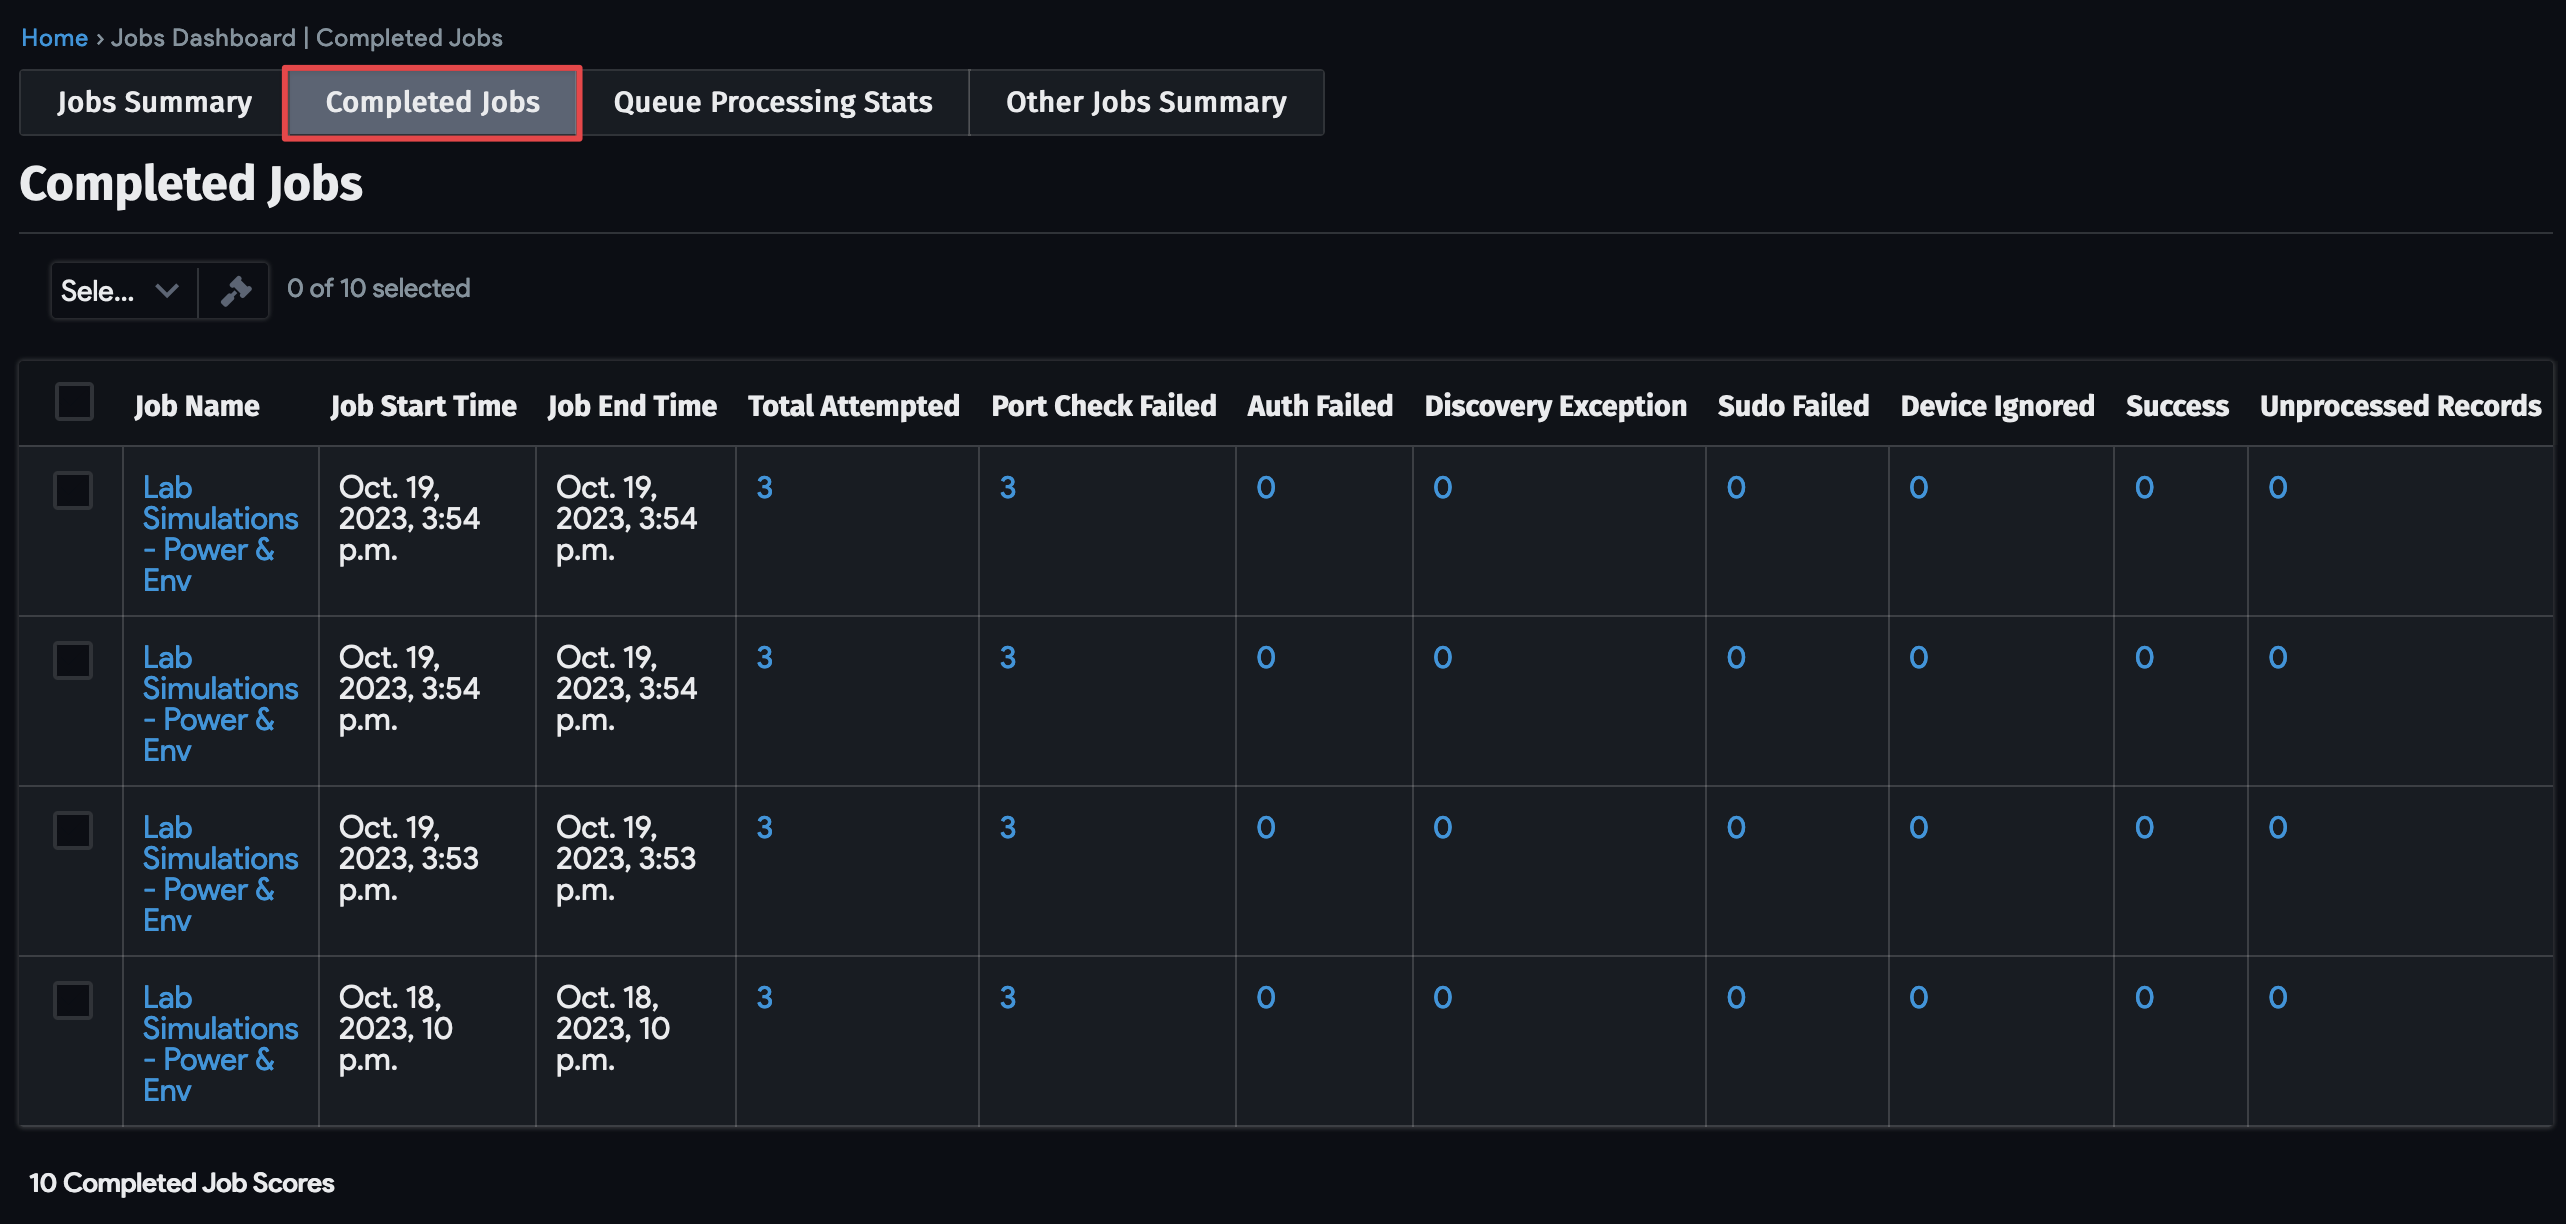 Home › Jobs Dashboard | Completed Jobs
Jobs Summary
Completed Jobs
Queue Processing Stats
Other Jobs Summary
Completed Jobs
Sele...
0 of 10 selected
Job Name
Job Start Time
Job End Time
Total Attempted
Port Check Failed
Auth Failed
Discovery Exception
Sudo Failed
Device Ignored
Success
Unprocessed Records
Lab
Simulations
- Power &
Env
Oct. 19,
2023, 3:54
p.m.
Oct. 19,
2023, 3:54
p.m.
3
3
0
0
0
0
0
0
Lab
Simulations
- Power &
Env
Oct. 19,
2023, 3:54
p.m.
Oct. 19,
2023, 3:54
p.m.
3
3
0
0
0
0
0
0
Lab
Simulations
- Power &
Env
Oct. 19,
2023, 3:53
p.m.
Oct. 19,
2023, 3:53
p.m.
3
3
0
0
0
0
0
0
Lab
Simulations
- Power &
Env
Oct. 18,
2023, 10
p.m.
Oct. 18,
2023, 10
p.m.
3
3
0
0
0
0
0
0
10 Completed Job Scores